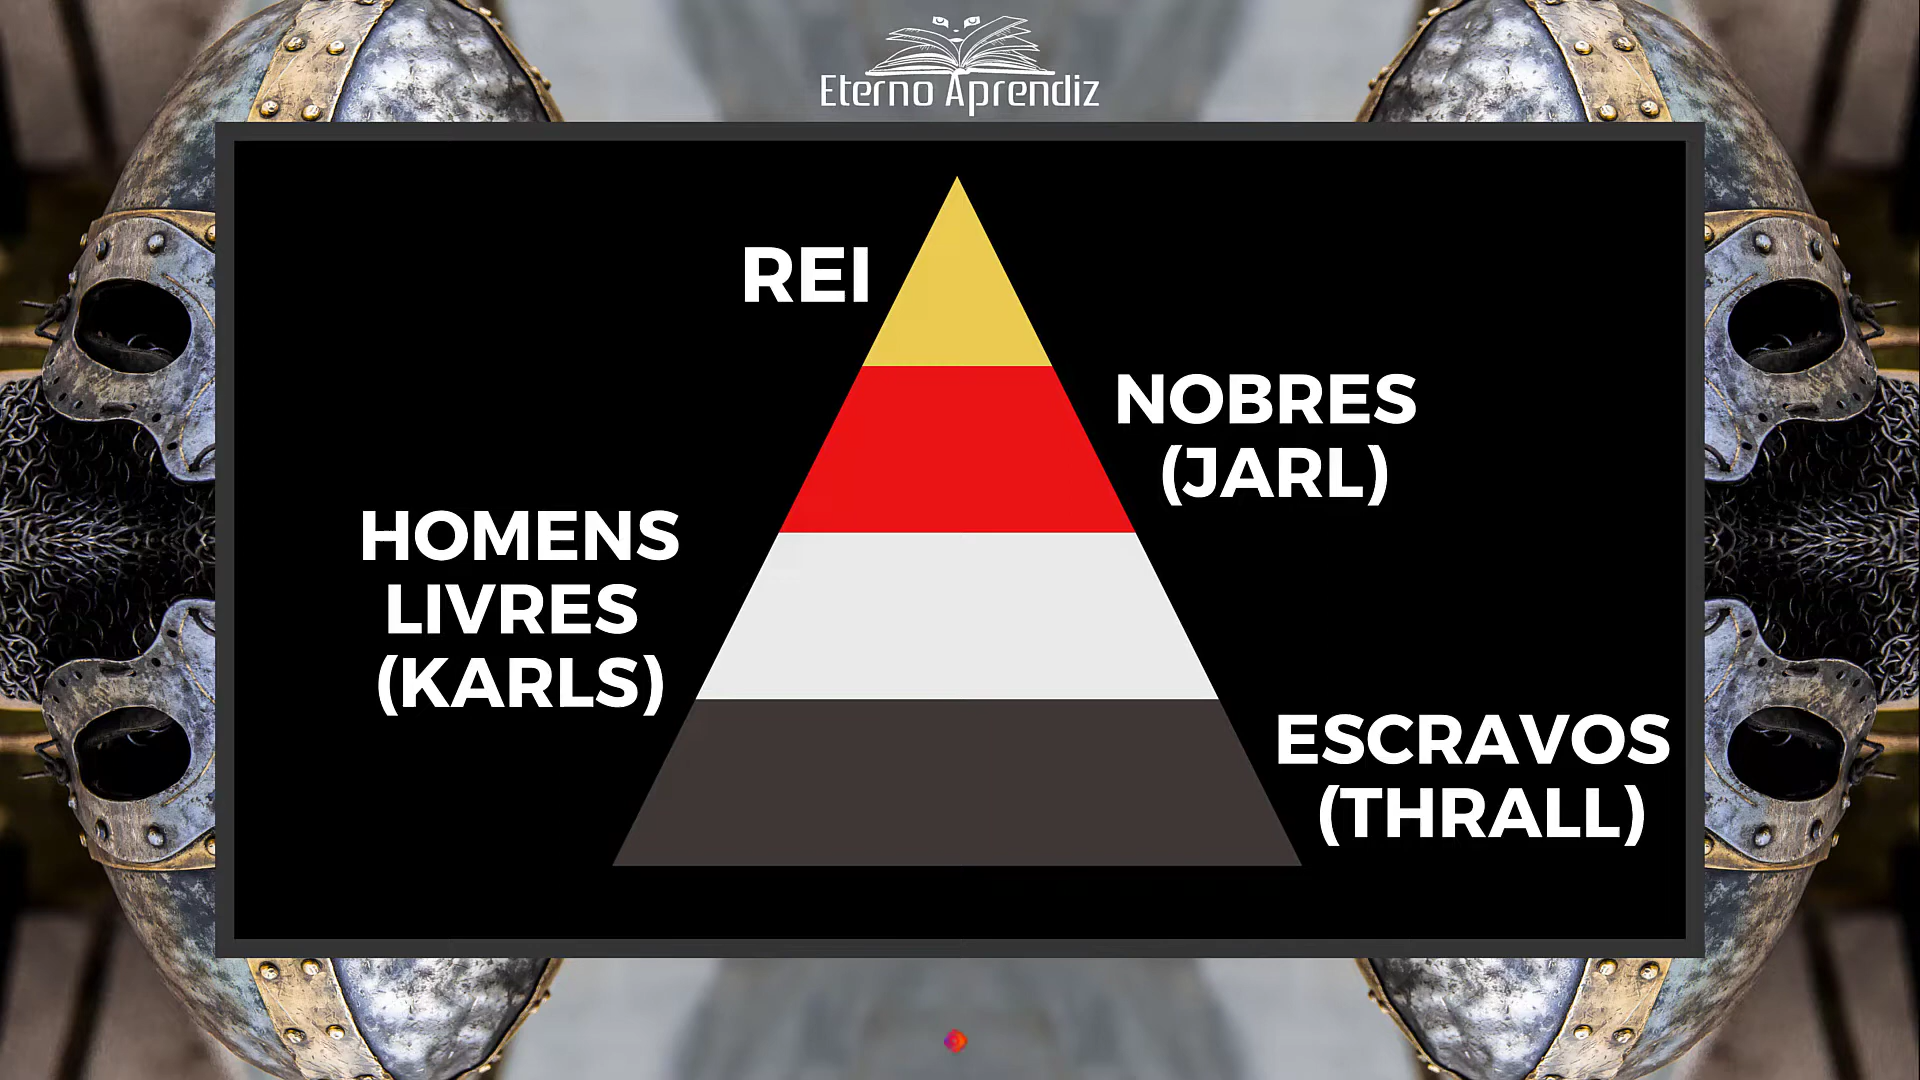 Eterno Aprendiz
REI
NOBRES
(JARL)
HOMENS
LIVRES
(KARLS)
ESCRAVOS
(THRALL)